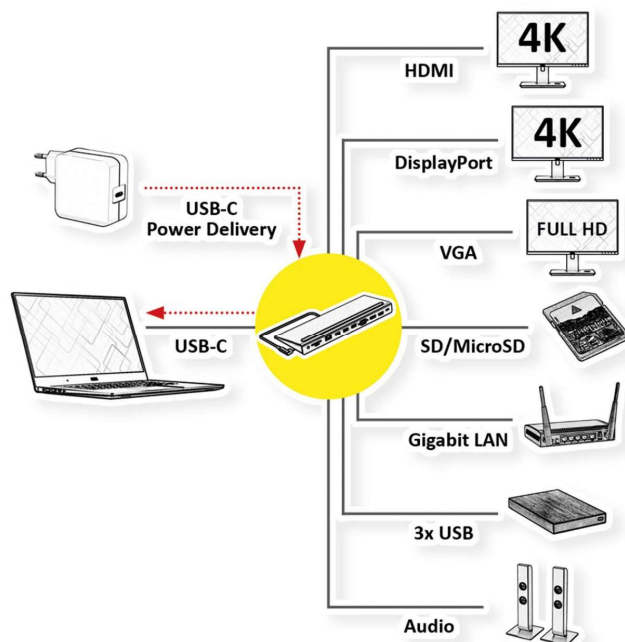 4K
HDMI
4K
DisplayPort
USB-C
Power Delivery
FULL HD
VGA
USB-C
SD/MicroSD
Gigabit LAN
3x USB
Audio